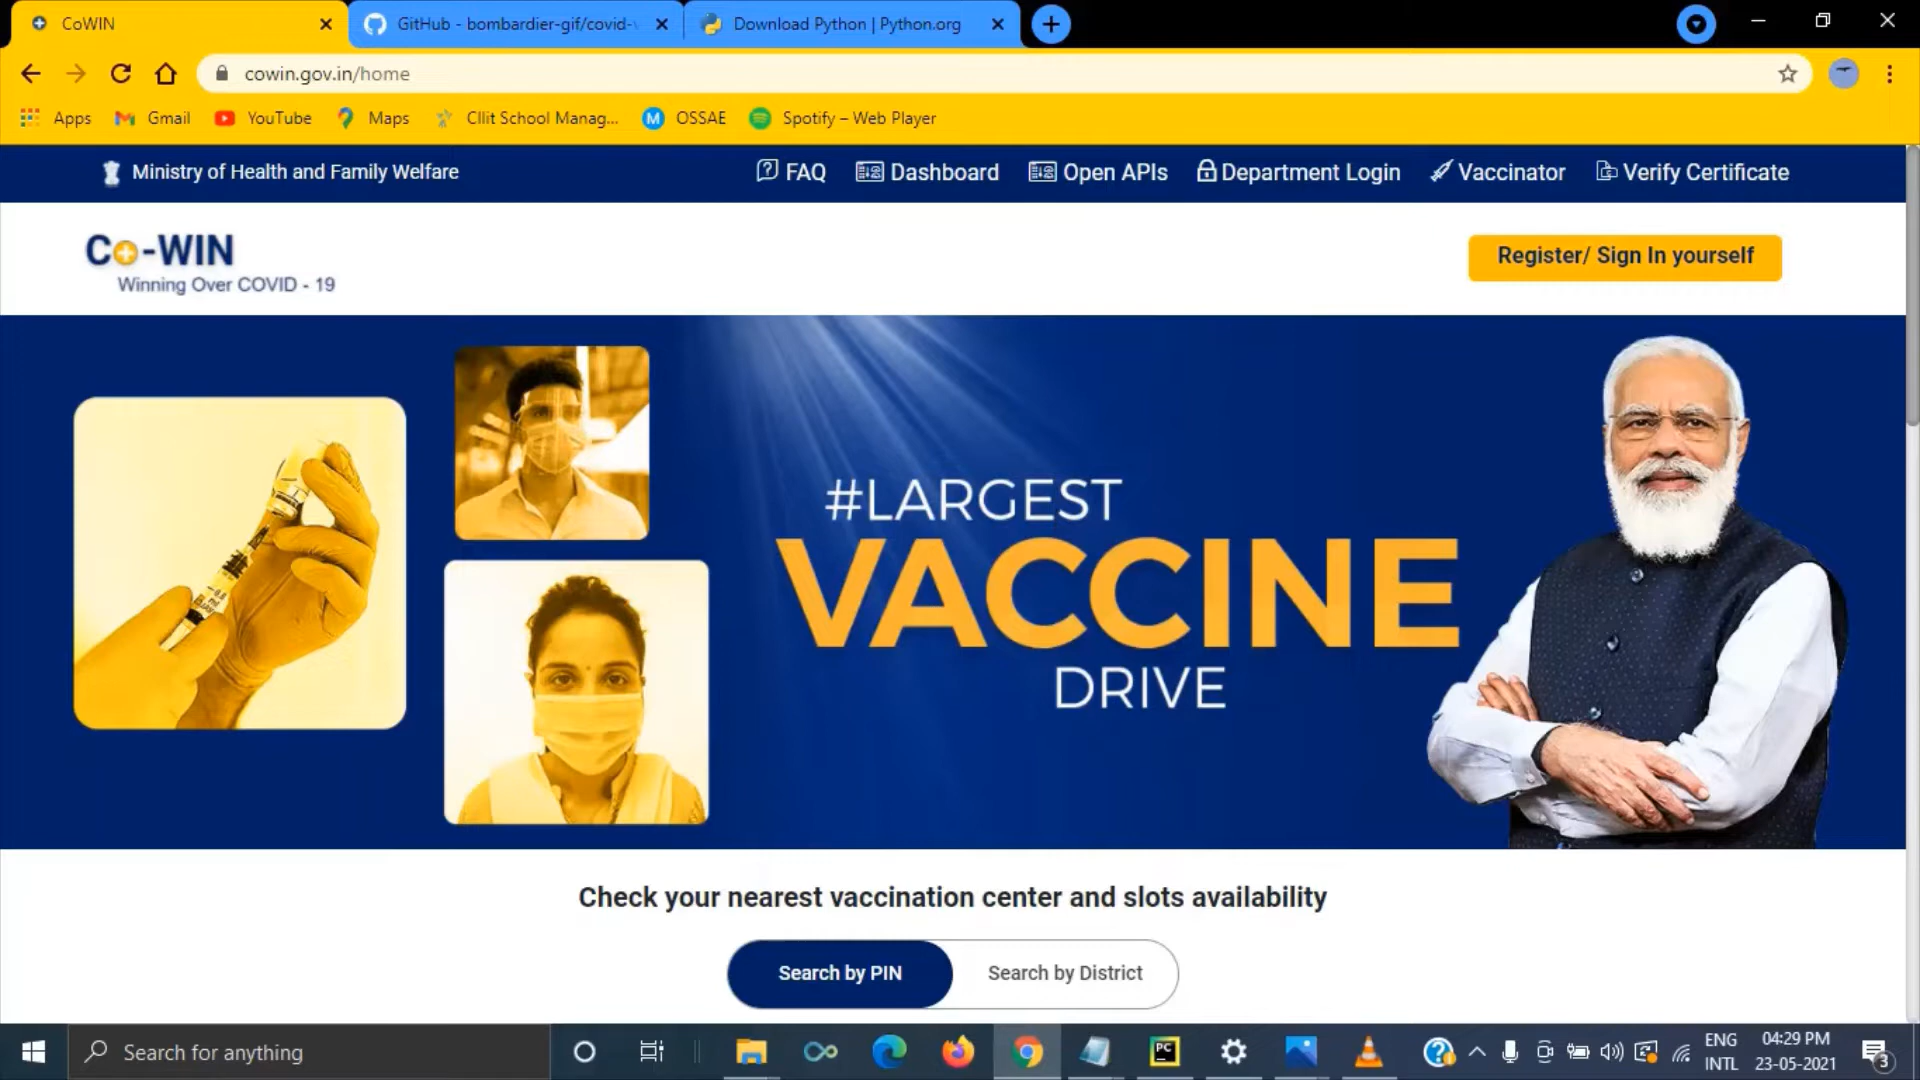 CoWIN
GitHub - bombardier-gif/covid-v
Download Python | Python.org
cowin.gov.in/home
Apps
Gmail
YouTube
Maps
Cllit School Manag...
OSSAE
Spotify – Web Player
Ministry of Health and Family Welfare
FAQ
Dashboard
Open APIs
Department Login
Vaccinator
Verify Certificate
Co-WIN
Winning Over COVID - 19
Register/ Sign In yourself
#LARGEST
VACCINE
DRIVE
Check your nearest vaccination center and slots availability
Search by PIN
Search by District
Search for anything
PC
ENG
INTL
04:29 PM
23-05-2021
3